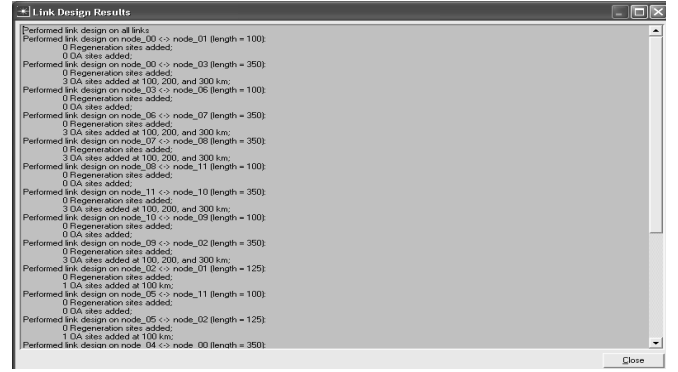 Link Design Results
Performed link design on all links
Performed link design on node_00 <-> node_01 (length = 100):
0 Regeneration sites added;
0 OA sites added;
Performed link design on node_00 <-> node_03 (length = 350):
0 Regeneration sites added;
3 OA sites added at 100, 200, and 300 km;
Performed link design on node_03 <-> node_06 (length = 100):
0 Regeneration sites added;
0 OA sites added;
Performed link design on node_06 <-> node_07 (length = 350):
0 Regeneration sites added;
3 OA sites added at 100, 200, and 300 km;
Performed link design on node_07 <-> node_08 (length = 350):
0 Regeneration sites added;
3 OA sites added at 100, 200, and 300 km;
Performed link design on node_08 <-> node_11 (length = 100):
0 Regeneration sites added;
0 OA sites added;
Performed link design on node_11 <-> node_10 (length = 350):
0 Regeneration sites added;
3 OA sites added at 100, 200, and 300 km;
Performed link design on node_10 <-> node_09 (length = 100):
0 Regeneration sites added;
0 OA sites added;
Performed link design on node_09 <-> node_02 (length = 350):
0 Regeneration sites added;
3 OA sites added at 100, 200, and 300 km;
Performed link design on node_02 <-> node_01 (length = 125):
0 Regeneration sites added;
1 OA sites added at 100 km;
Performed link design on node_05 <-> node_11 (length = 100):
0 Regeneration sites added;
0 OA sites added;
Performed link design on node_05 <-> node_02 (length = 125):
0 Regeneration sites added;
1 OA sites added at 100 km;
Performed link design on node_04 <-> node_00 (length = 350):
Close